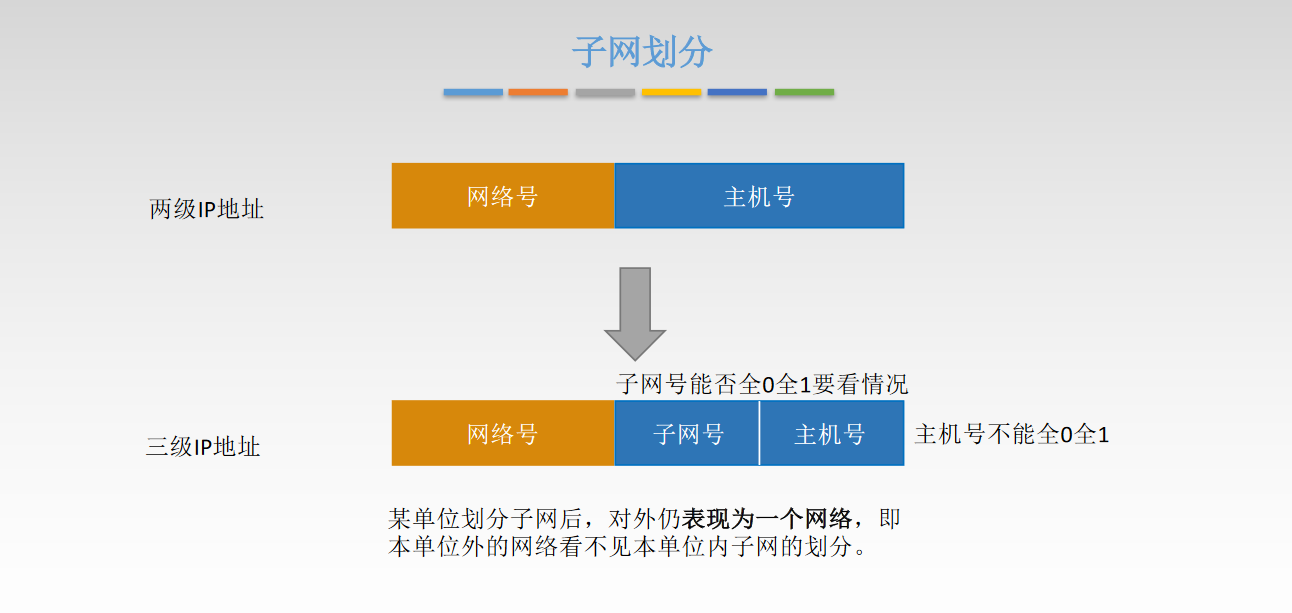 子网划分
两级IP地址
网络号
主机号
子网号能否全0全1要看情况
三级IP地址
网络号
子网号
主机号
主机号不能全0全1
某单位划分子网后，对外仍表现为一个网络，即
本单位外的网络看不见本单位内子网的划分。